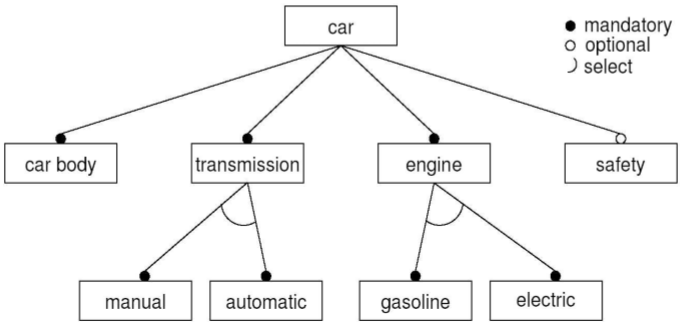 car
mandatory
optional
select
car body
transmission
engine
safety
manual
automatic
gasoline
electric